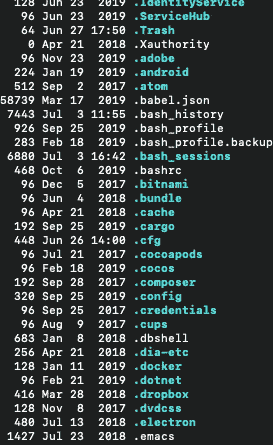 128 Jun 23 2019 .IdentityService
96 Jun 23 2019 .ServiceHub
64 Jun 27 17:50 .Trash
0 Apr 21 2018 .Xauthority
96 Nov 23 2019 .adobe
224 Jan 19 2019 .android
512 Sep 2 2017 .atom
58739 Mar 17 2019 .babel.json
7443 Jul 3 11:55 .bash_history
926 Sep 25 2019 .bash_profile
283 Feb 18 2019 .bash_profile.backup
6880 Jul 3 16:42 .bash_sessions
468 Oct 6 2019 .bashrc
96 Dec 5 2017 .bitnami
96 Jun 4 2018 .bundle
96 Apr 21 2018 .cache
192 Sep 25 2019 .cargo
448 Jun 26 14:00 .cfg
96 Jul 21 2017 .cocoapods
96 Feb 18 2019 .cocos
192 Sep 28 2017 .composer
320 Sep 25 2019 .config
96 Sep 25 2017 .credentials
96 Aug 9 2017 .cups
683 Jan 8 2018 .dbshell
256 Apr 21 2018 .dia-etc
128 Jan 11 2019 .docker
96 Feb 21 2019 .dotnet
416 Mar 28 2018 .dropbox
128 Nov 8 2017 .dvdcss
480 Jul 13 2018 .electron
1427 Jul 23 2018 .emacs